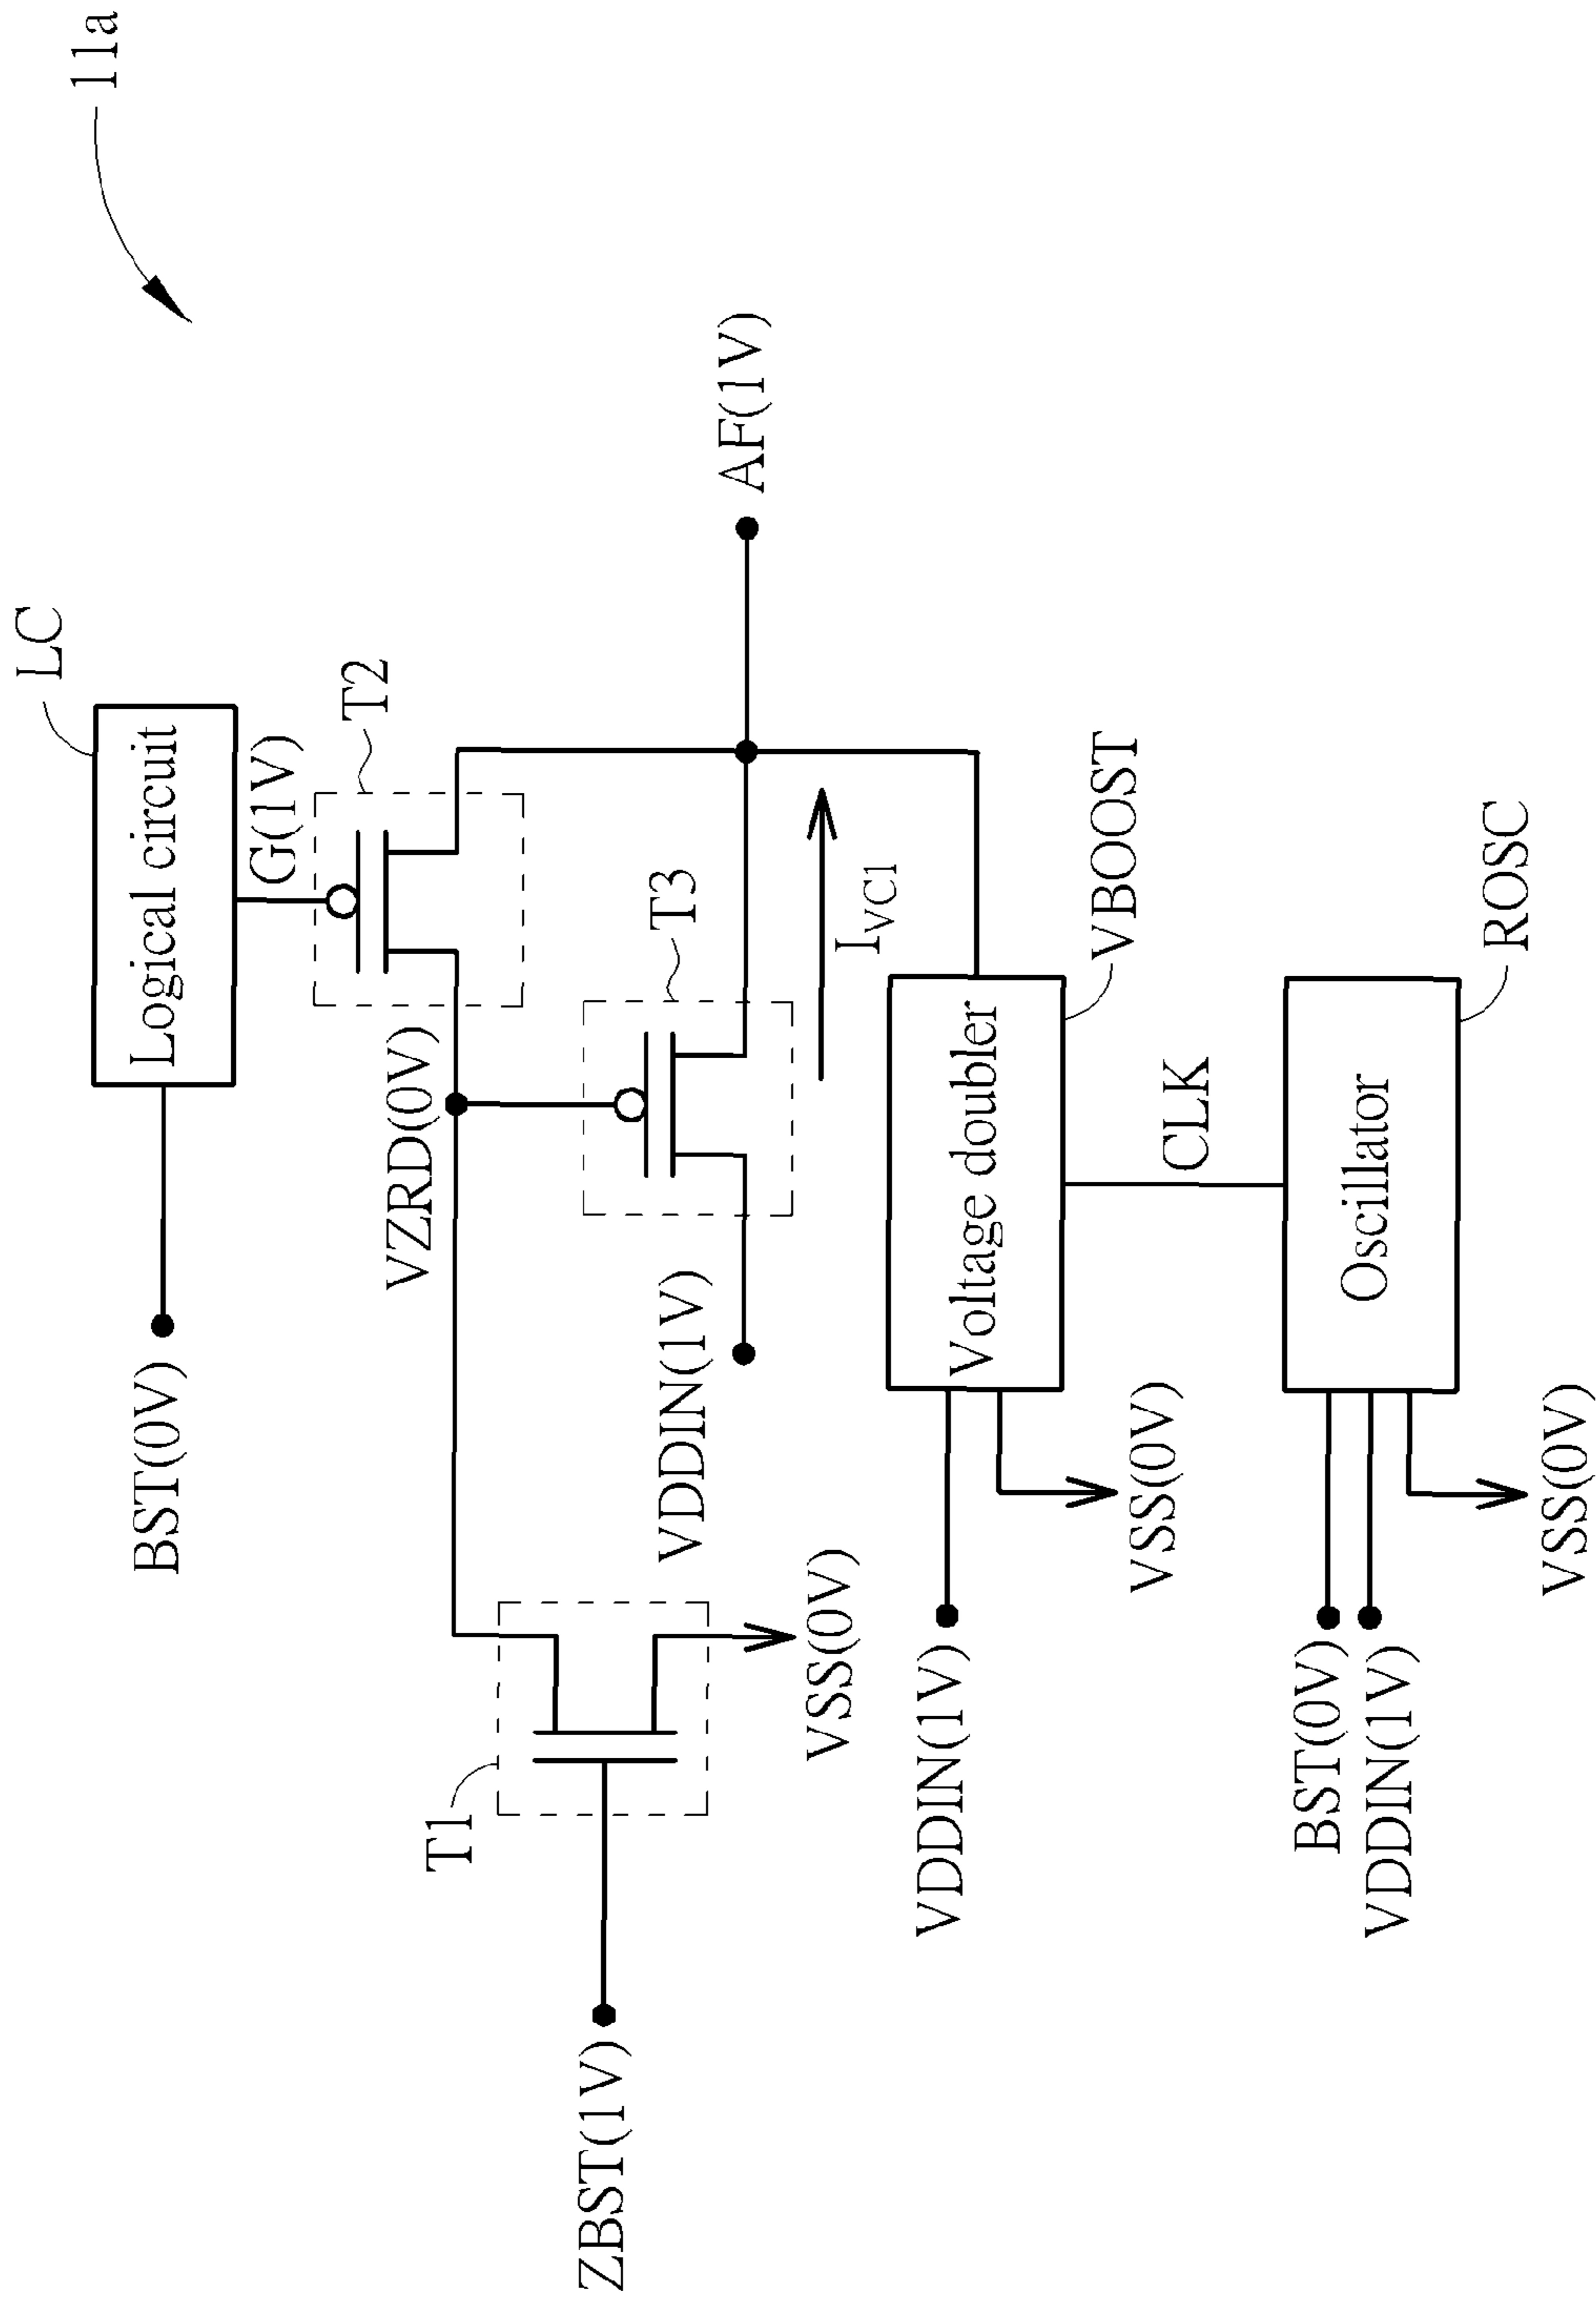 11a
LC
Logical circuit
BST(0V)
G(1V)
T2
VZRD(0V)
T3
AF(1V)
VDDIN(1V)
I_VC1
T1
ZBST(1V)
VSS(0V)
Voltage doubler
VBOOST
VDDIN(1V)
VSS(0V)
CLK
Oscillator
ROSC
BST(0V)
VDDIN(1V)
VSS(0V)